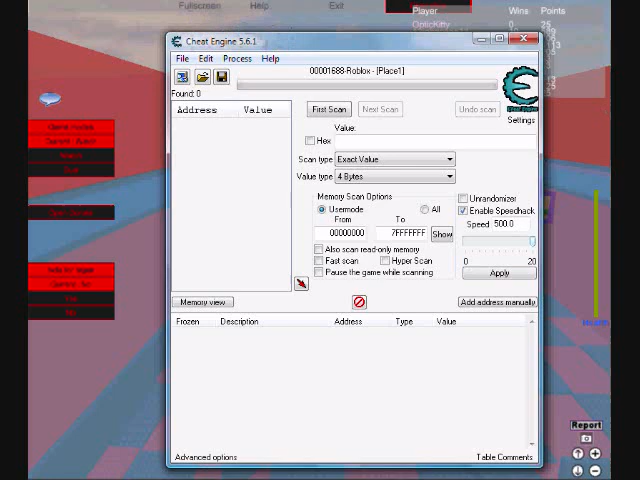 Fullscreen Help Exit
Player Wins Points
OpticKitty 0 25
Cheat Engine 5.6.1
File Edit Process Help
00001688-Roblox - [Place1]
Found: 0
Address Value
First Scan Next Scan Undo scan
Settings
Value:
Hex
Scan type Exact Value
Value type 4 Bytes
Memory Scan Options
Usermode All
From To
00000000 7FFFFFFF Show
Also scan read-only memory
Fast scan Hyper Scan
Pause the game while scanning
Unrandomizer
Enable Speedhack
Speed 500.0
0 20
Apply
Memory view Add address manually
Frozen Description Address Type Value
Health
Report
Advanced options Table Comments